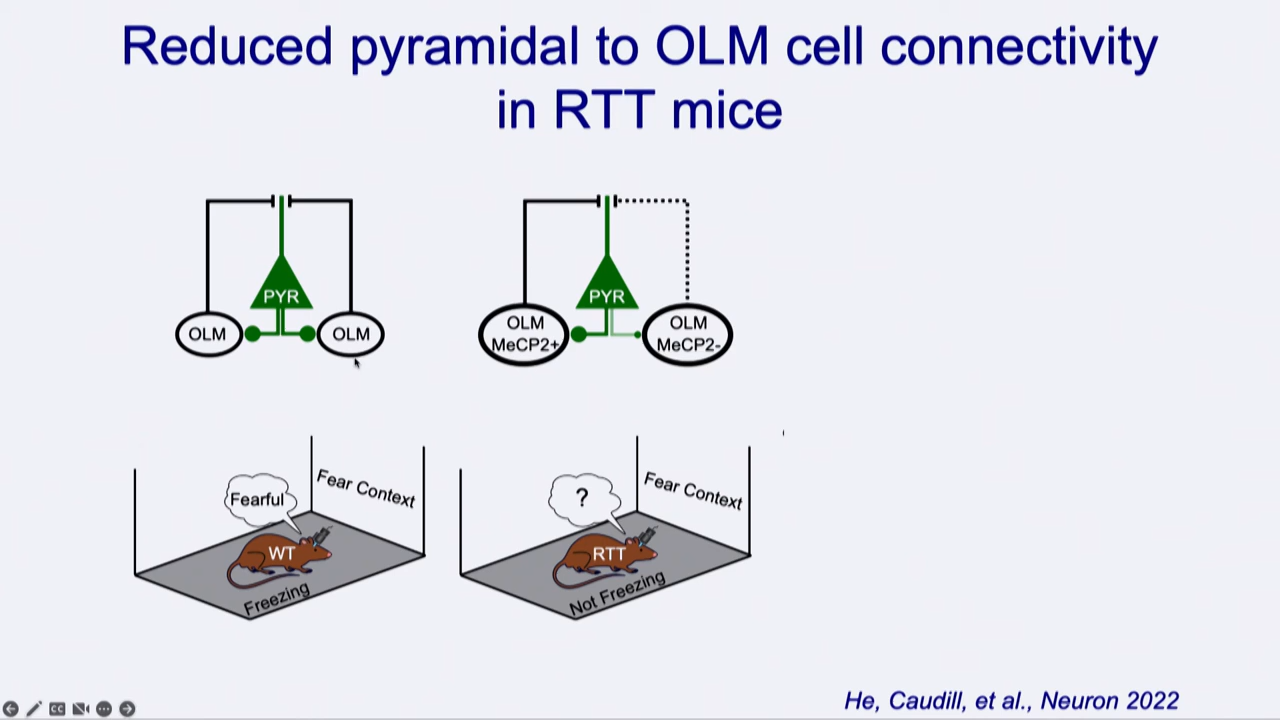 Reduced pyramidal to OLM cell connectivity
in RTT mice
PYR
OLM
OLM
PYR
OLM
MeCP2+
OLM
MeCP2-
Fearful
Fear Context
WT
Freezing
?
Fear Context
RTT
Not Freezing
CC
He, Caudill, et al., Neuron 2022